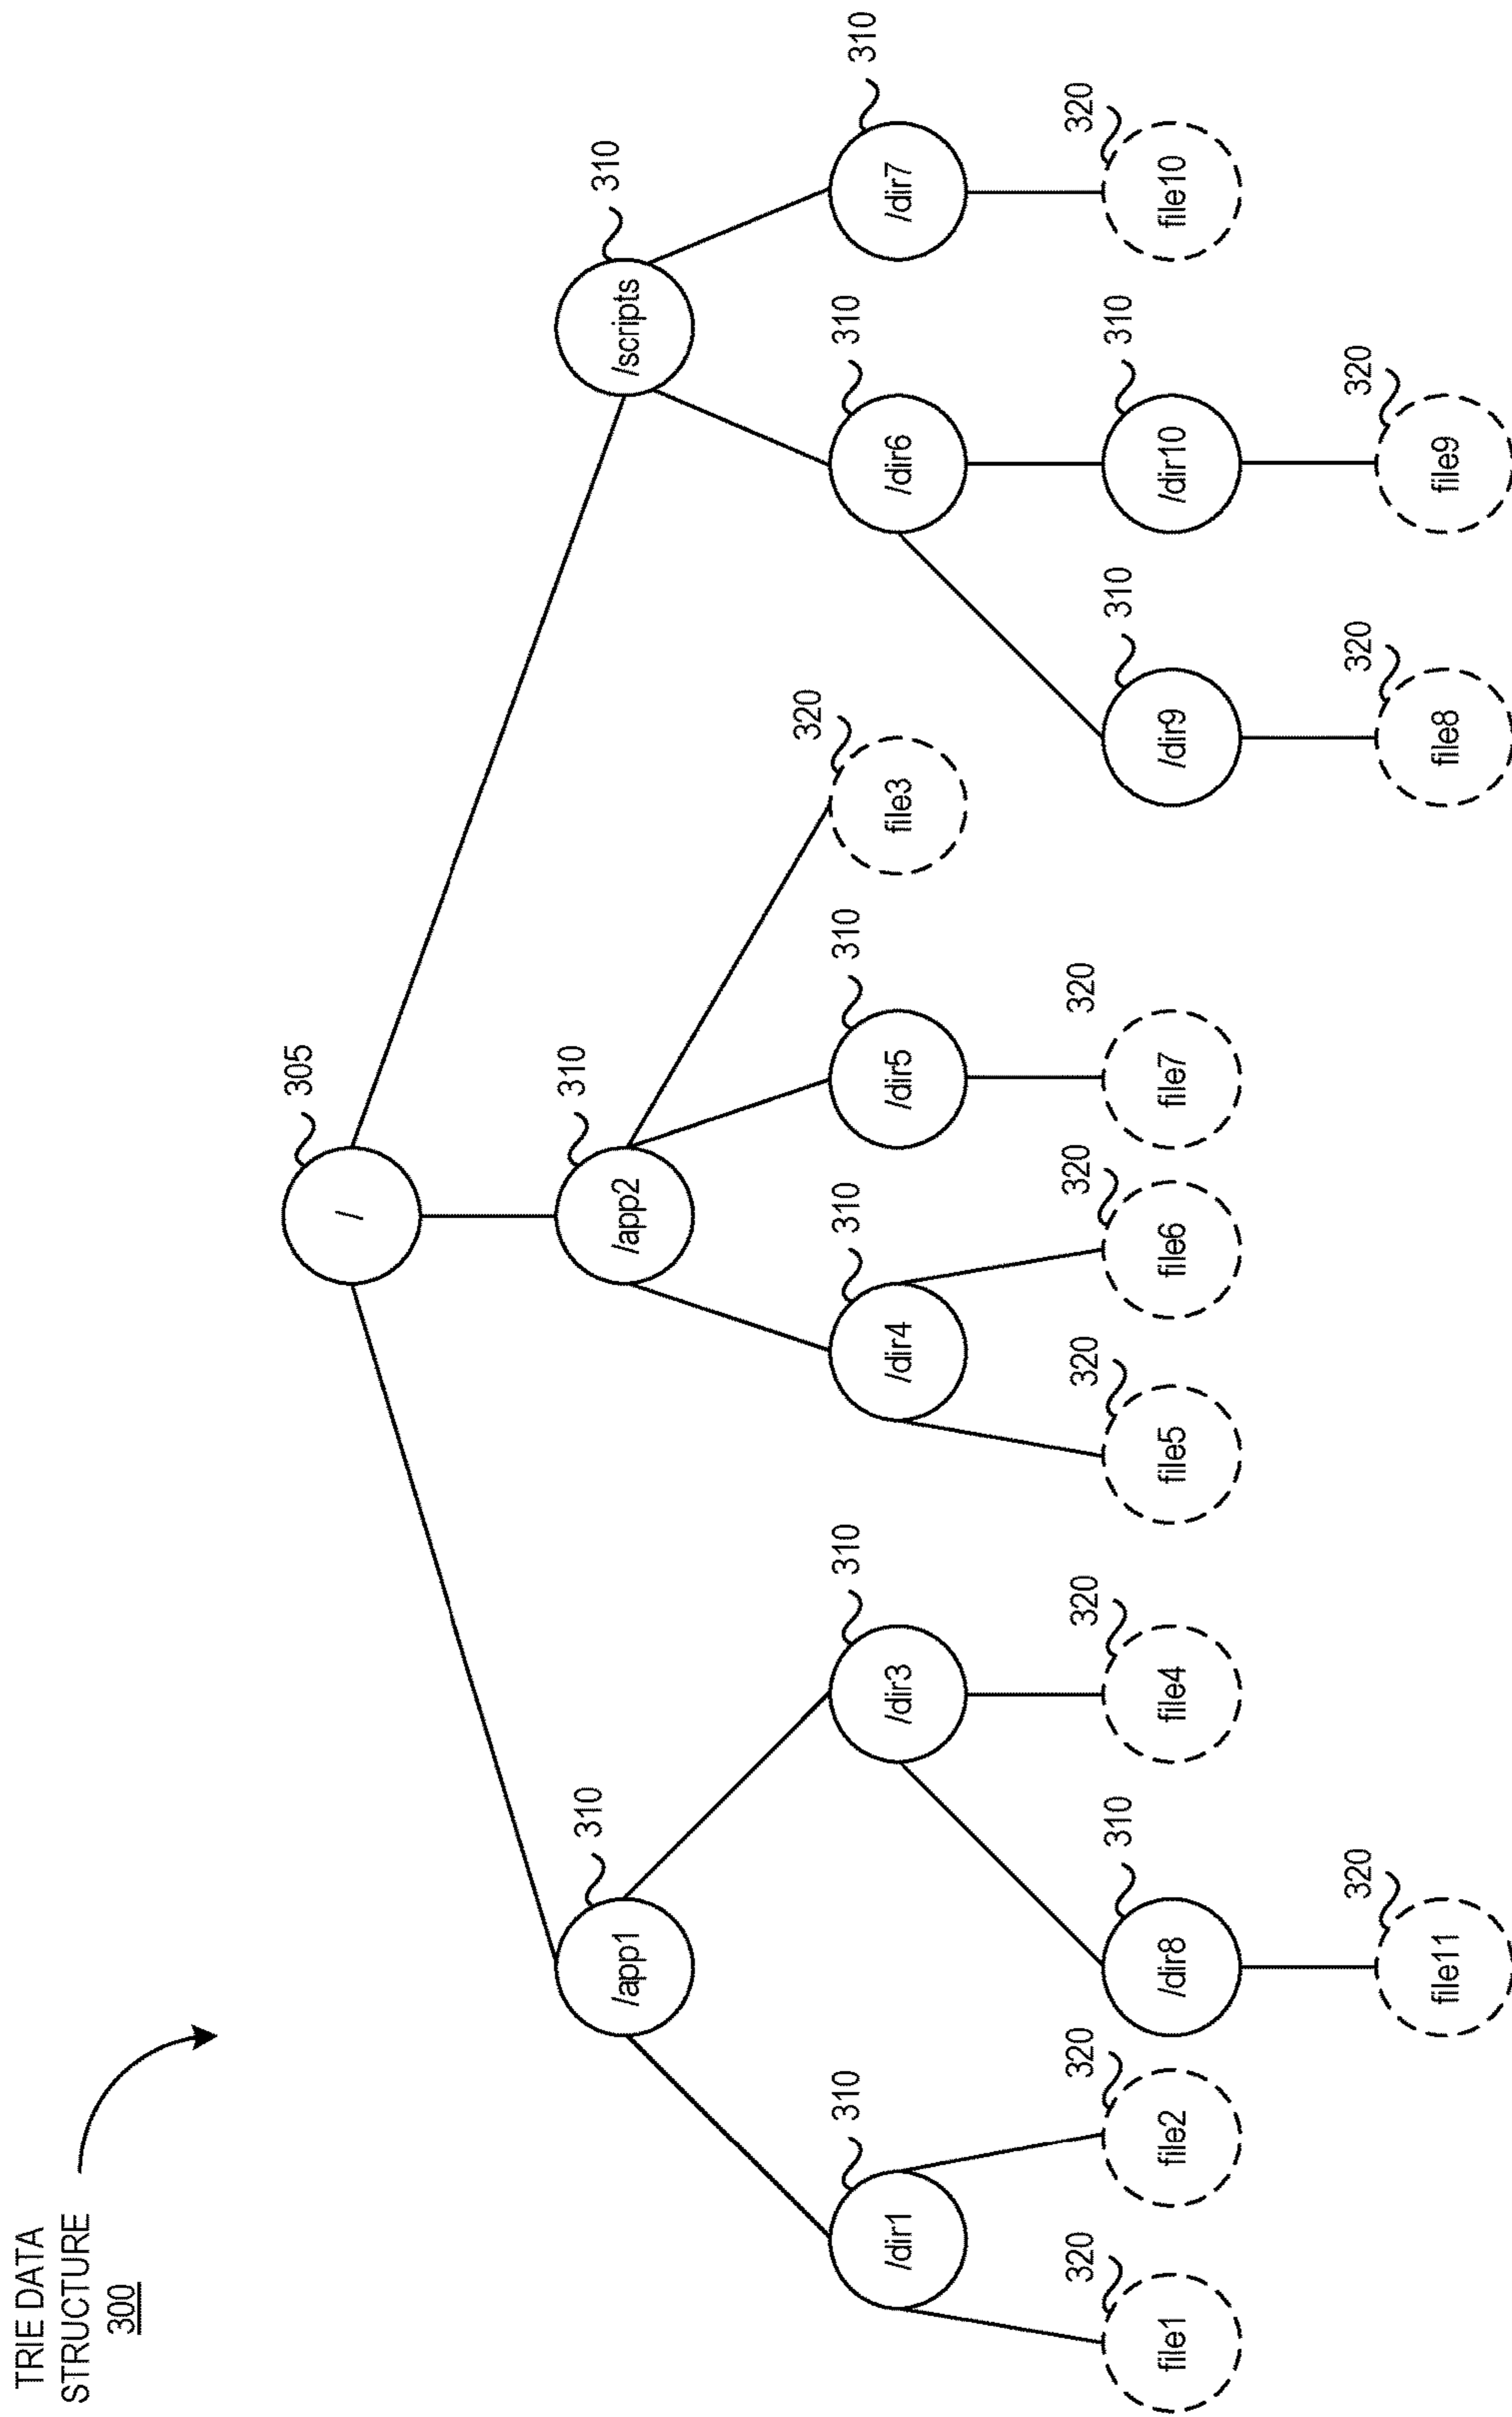 TRIE DATA
STRUCTURE
300
305
/
310
/app1
310
/app2
310
/scripts
310
/dir1
310
/dir3
310
/dir4
310
/dir5
320
file3
310
/dir6
310
/dir7
320
file1
320
file2
310
/dir8
320
file4
320
file5
320
file6
320
file7
310
/dir9
310
/dir10
320
file10
320
file11
320
file8
320
file9